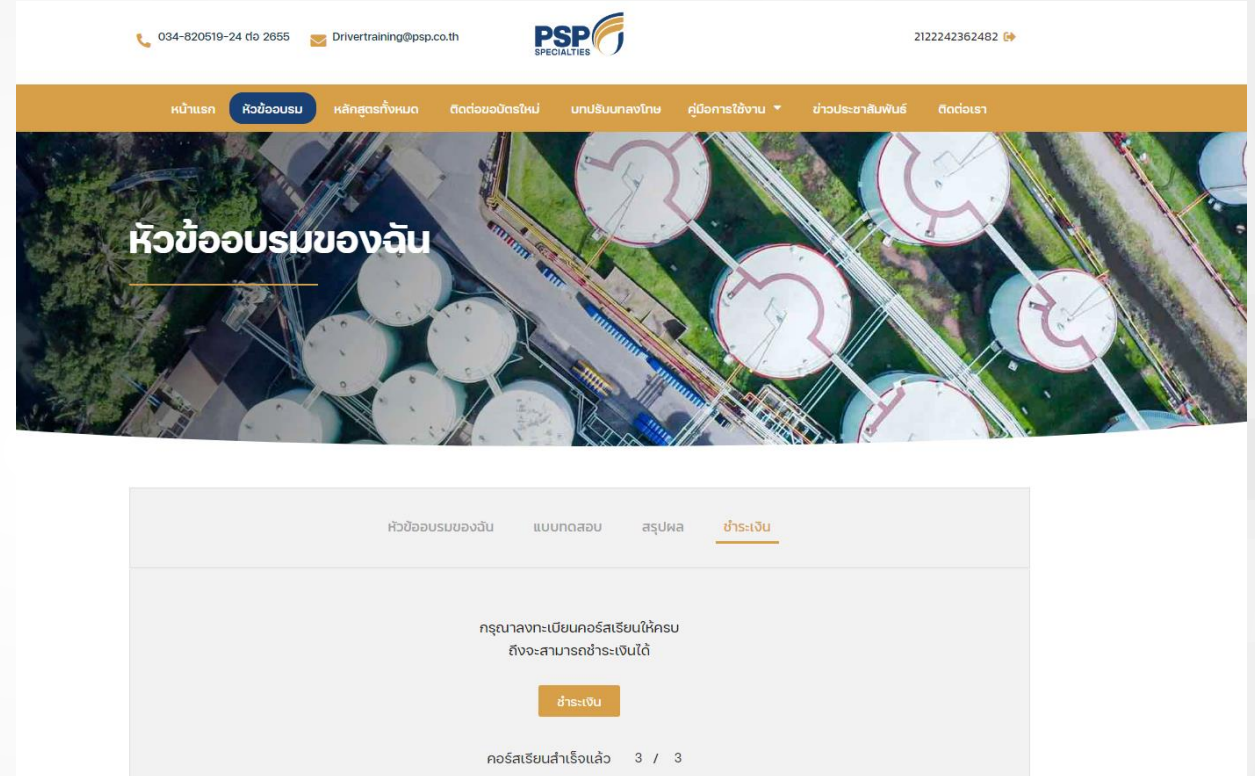 034-820519-24 ต่อ 2655
Drivertraining@psp.co.th
PSP
SPECIALTIES
2122242362482
หน้าแรก หัวข้ออบรม หลักสูตรทั้งหมด ติดต่อขอบัตรใหม่ บทปรับบทลงโทษ คู่มือการใช้งาน ข่าวประชาสัมพันธ์ ติดต่อเรา
หัวข้ออบรมของฉัน
หัวข้ออบรมของฉัน แบบทดสอบ สรุปผล ชำระเงิน
กรุณาลงทะเบียนคอร์สเรียนให้ครบ
ถึงจะสามารถชำระเงินได้
ชำระเงิน
คอร์สเรียนสำเร็จแล้ว 3 / 3